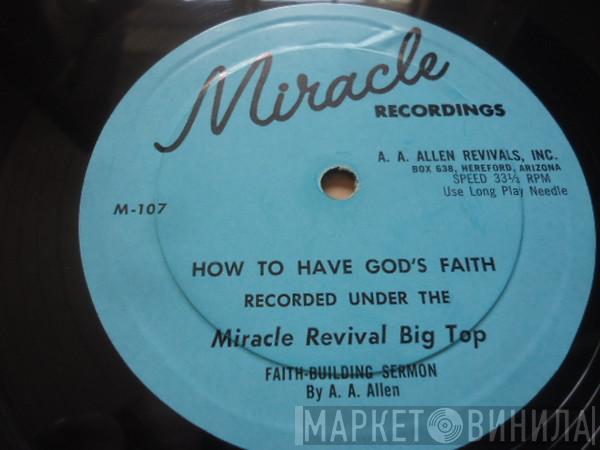 Miracle
RECORDINGS
A. A. ALLEN REVIVALS, INC.
BOX 638, HEREFORD, ARIZONA
SPEED 33⅓ RPM
Use Long Play Needle
M-107
HOW TO HAVE GOD'S FAITH
RECORDED UNDER THE
Miracle Revival Big Top
FAITH-BUILDING SERMON
By A. A. Allen
МАРКЕТ ВИНИЛА